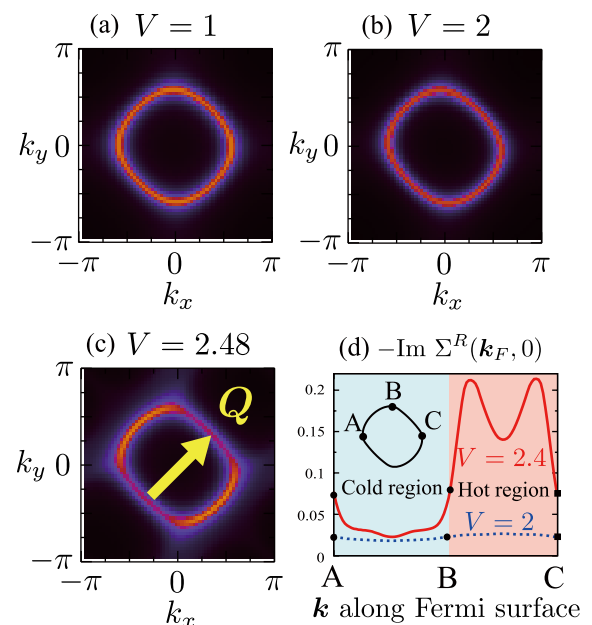 (a) V = 1
π
k_y 0
−π
−π 0 π
k_x
(b) V = 2
π
k_y 0
−π
−π 0 π
k_x
(c) V = 2.48
π
Q
k_y 0
−π
−π 0 π
k_x
(d) −Im Σ^R(k_F, 0)
0.2
0.15
0.1
0.05
0
B
A C
V = 2.4
Cold region Hot region
V = 2
A B C
k along Fermi surface